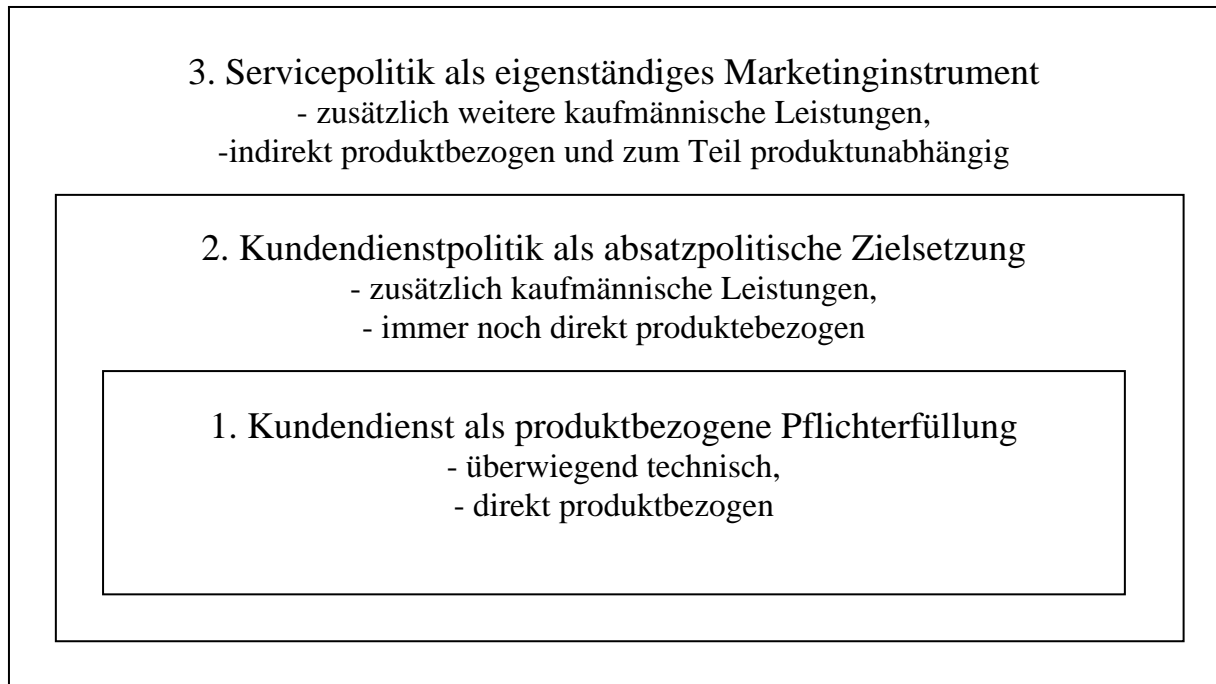 3. Servicepolitik als eigenständiges Marketinginstrument
- zusätzlich weitere kaufmännische Leistungen,
-indirekt produktbezogen und zum Teil produktunabhängig
2. Kundendienstpolitik als absatzpolitische Zielsetzung
- zusätzlich kaufmännische Leistungen,
- immer noch direkt produktebezogen
1. Kundendienst als produktbezogene Pflichterfüllung
- überwiegend technisch,
- direkt produktbezogen